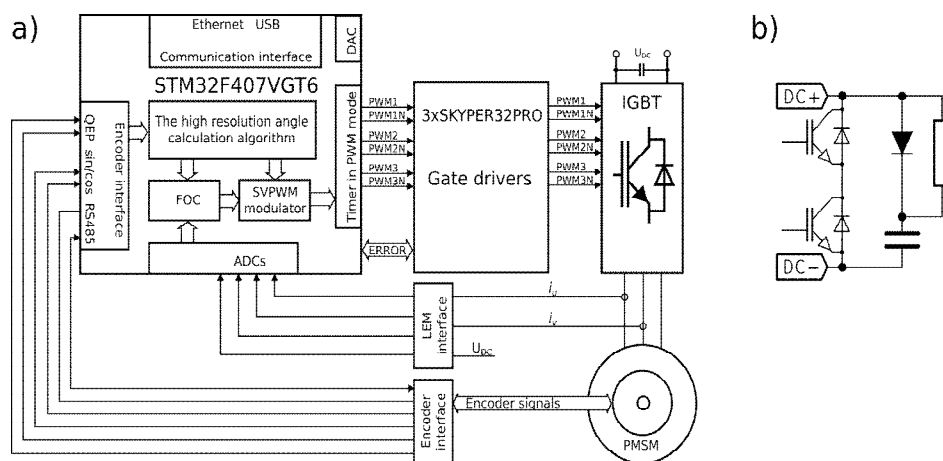 a)
b)
Ethernet USB
Communication interface
DAC
STM32F407VGT6
QEP sin/cos RS485
Encoder interface
The high resolution angle
calculation algorithm
FOC
SVPWM
modulator
Timer in PWM mode
ADCs
PWM1
PWM1N
PWM2
PWM2N
PWM3
PWM3N
ERROR
3xSKYPER32PRO
Gate drivers
PWM1
PWM1N
PWM2
PWM2N
PWM3
PWM3N
UDC
IGBT
DC+
DC−
LEM
interface
iu
iv
UDC
Encoder
interface
Encoder signals
PMSM